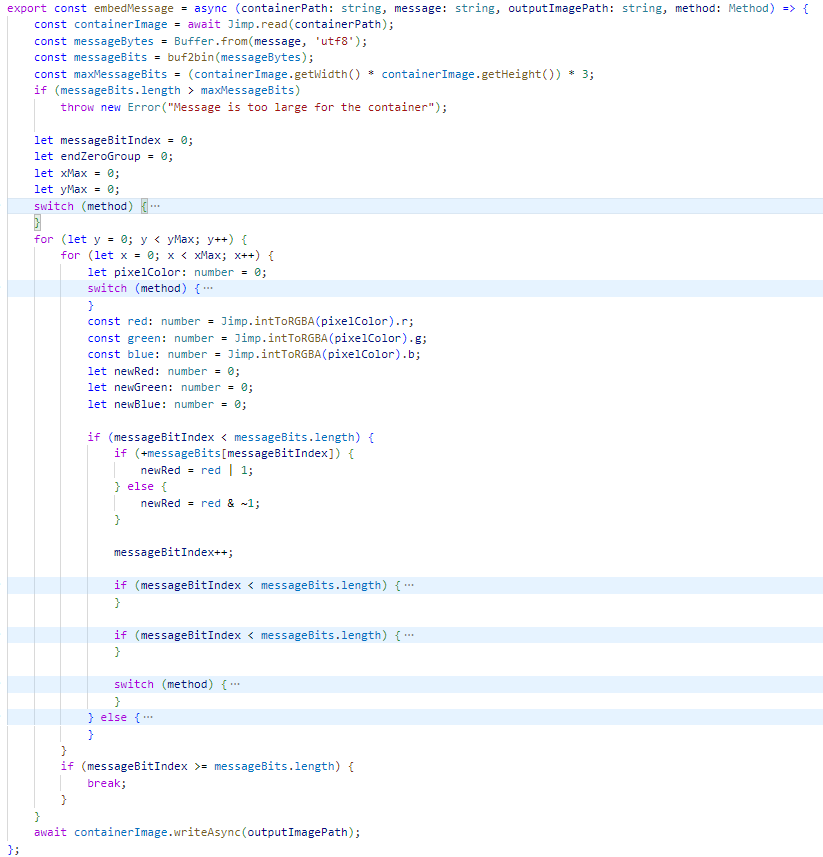 export const embedMessage = async (containerPath: string, message: string, outputImagePath: string, method: Method) => {
    const containerImage = await Jimp.read(containerPath);
    const messageBytes = Buffer.from(message, 'utf8');
    const messageBits = buf2bin(messageBytes);
    const maxMessageBits = (containerImage.getWidth() * containerImage.getHeight()) * 3;
    if (messageBits.length > maxMessageBits)
        throw new Error("Message is too large for the container");

    let messageBitIndex = 0;
    let endZeroGroup = 0;
    let xMax = 0;
    let yMax = 0;
    switch (method) {···
    }
    for (let y = 0; y < yMax; y++) {
        for (let x = 0; x < xMax; x++) {
            let pixelColor: number = 0;
            switch (method) {···
            }
            const red: number = Jimp.intToRGBA(pixelColor).r;
            const green: number = Jimp.intToRGBA(pixelColor).g;
            const blue: number = Jimp.intToRGBA(pixelColor).b;
            let newRed: number = 0;
            let newGreen: number = 0;
            let newBlue: number = 0;

            if (messageBitIndex < messageBits.length) {
                if (+messageBits[messageBitIndex]) {
                    newRed = red | 1;
                } else {
                    newRed = red & ~1;
                }

                messageBitIndex++;

                if (messageBitIndex < messageBits.length) {···
                }

                if (messageBitIndex < messageBits.length) {···
                }

                switch (method) {···
                }
            } else {···
            }
        }
        if (messageBitIndex >= messageBits.length) {
            break;
        }
    }
    await containerImage.writeAsync(outputImagePath);
};